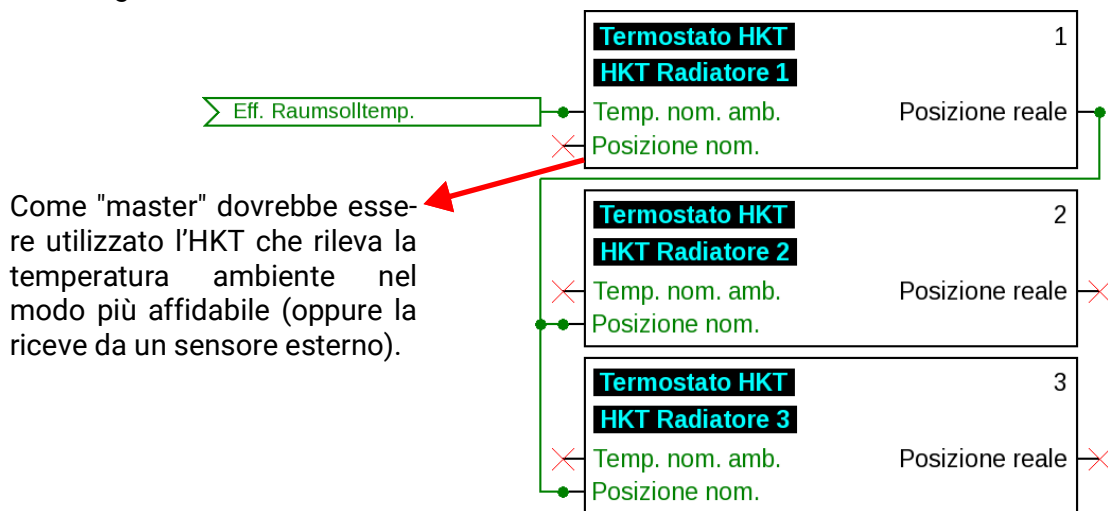 Termostato HKT 1
HKT Radiatore 1
Eff. Raumsolltemp.
Temp. nom. amb. Posizione reale
Posizione nom.
Come "master" dovrebbe esse-
re utilizzato l'HKT che rileva la
temperatura ambiente nel
modo più affidabile (oppure la
riceve da un sensore esterno).
Termostato HKT 2
HKT Radiatore 2
Temp. nom. amb. Posizione reale
Posizione nom.
Termostato HKT 3
HKT Radiatore 3
Temp. nom. amb. Posizione reale
Posizione nom.